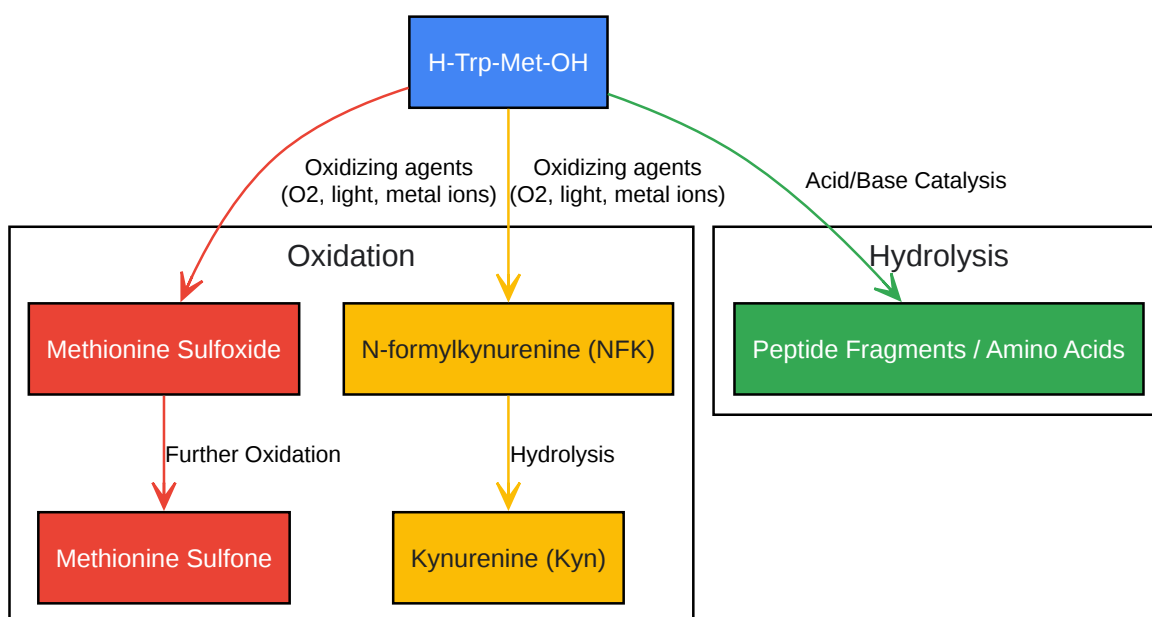 H-Trp-Met-OH
Oxidizing agents
(O2, light, metal ions)
Oxidizing agents
(O2, light, metal ions)
Acid/Base Catalysis
Oxidation
Hydrolysis
Methionine Sulfoxide
N-formylkynurenine (NFK)
Peptide Fragments / Amino Acids
Further Oxidation
Hydrolysis
Methionine Sulfone
Kynurenine (Kyn)